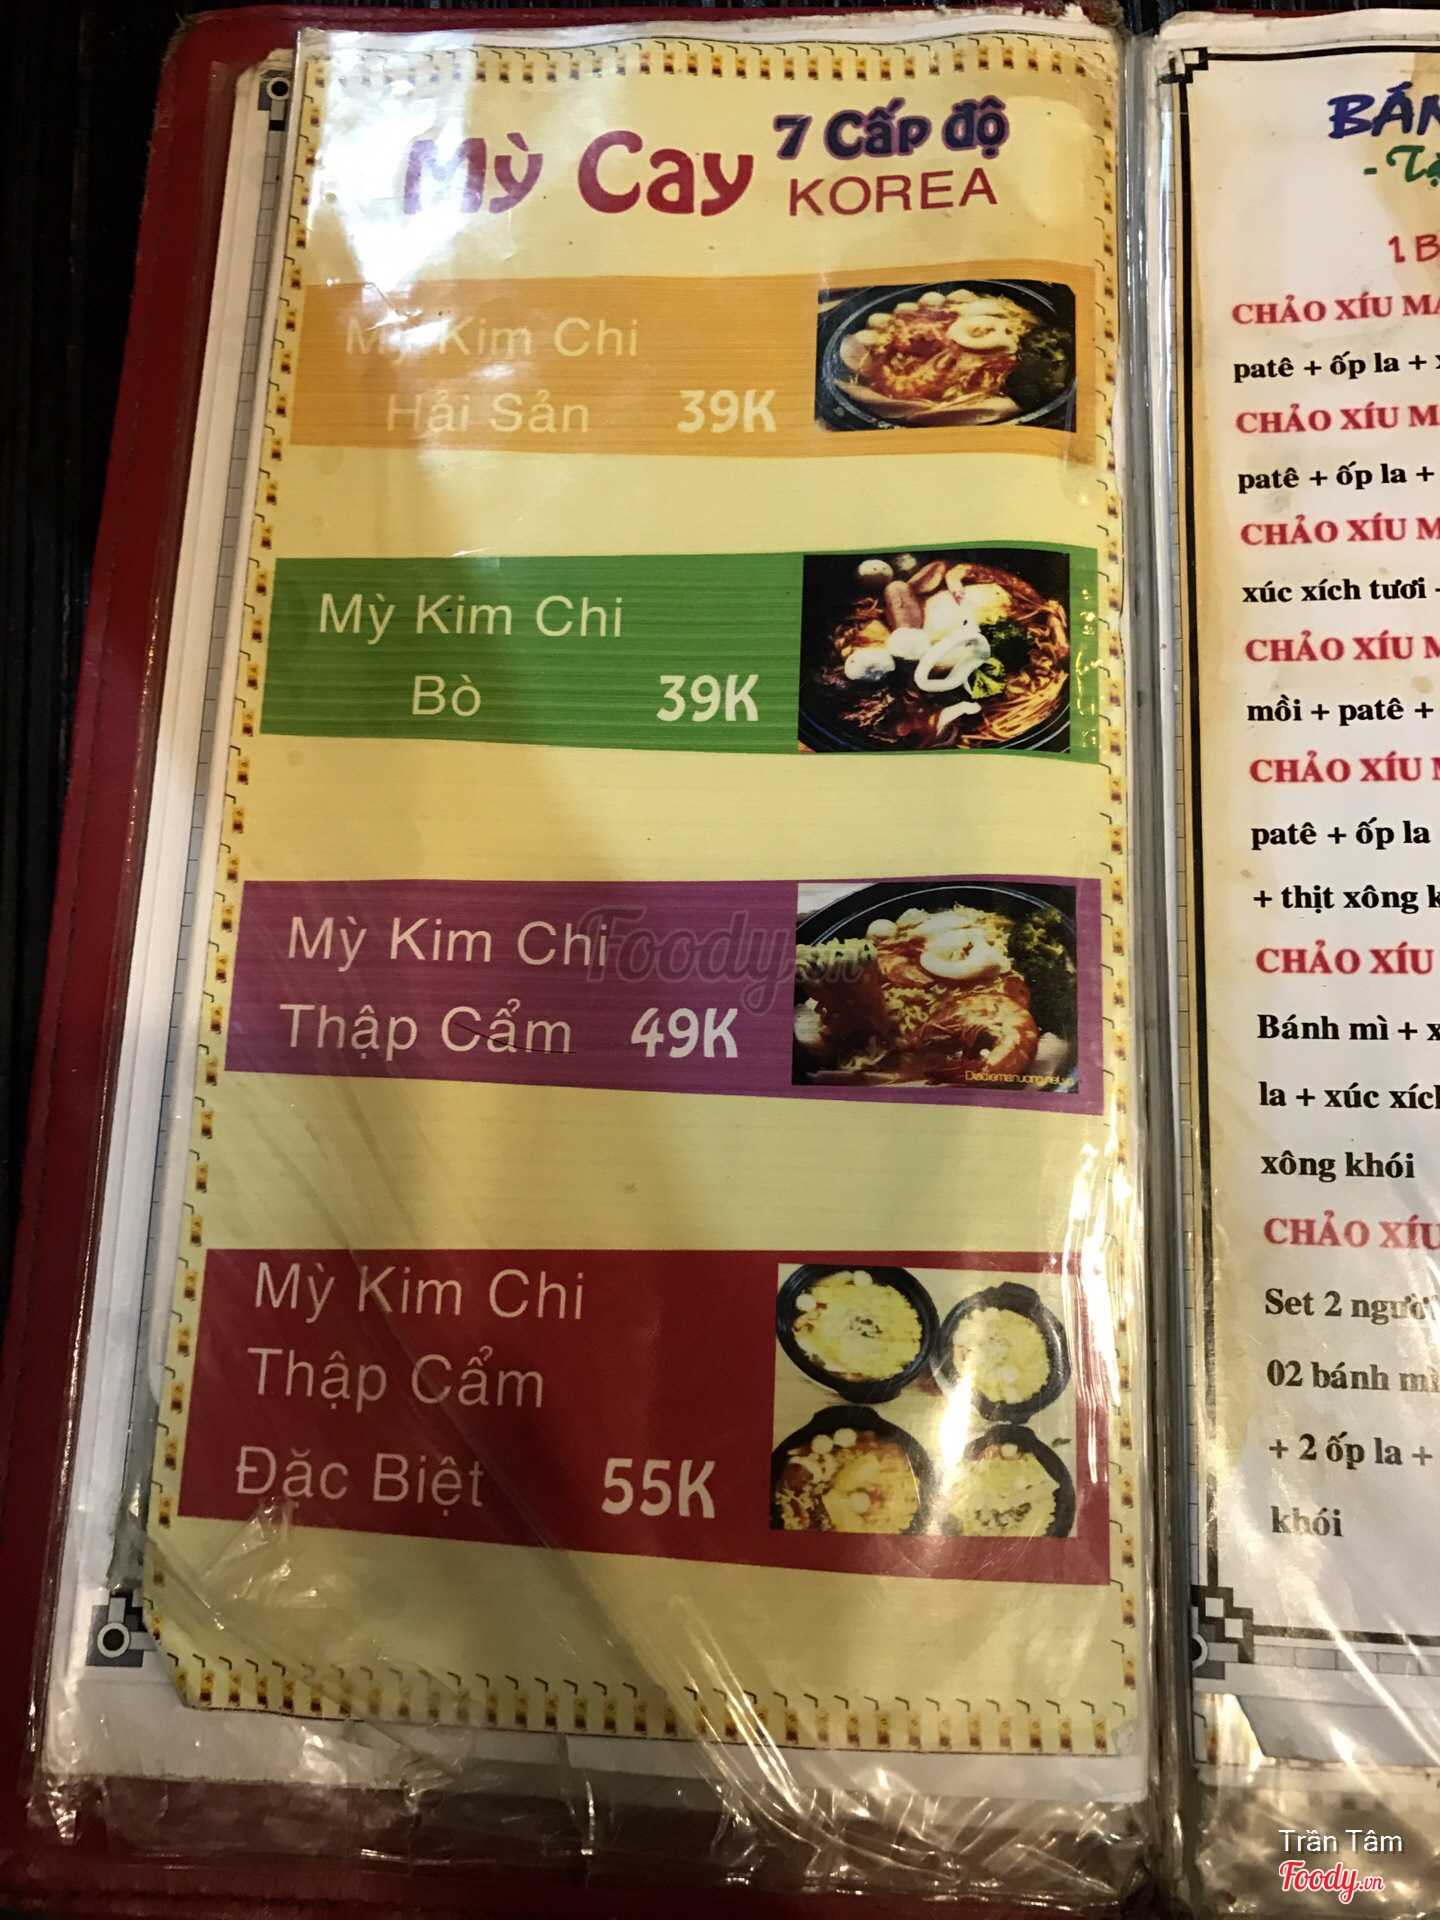 Mỳ Cay 7 Cấp độ
KOREA
Mỳ Kim Chi
Hải Sản 39K
Mỳ Kim Chi
Bò 39K
Mỳ Kim Chi
Thập Cẩm 49K
Mỳ Kim Chi
Thập Cẩm
Đặc Biệt 55K
Foody.vn
CHẢO XÍU
patê + ốp la +
CHẢO XÍU
patê + ốp la +
CHẢO XÍU
xúc xích tươi
CHẢO XÍU
mồi + patê +
CHẢO XÍU
patê + ốp la
+ thịt xông
CHẢO XÍU
Bánh mì +
la + xúc
xông khói
CHẢO XÍU
Set 2 người
02 bánh mì
+ 2 ốp la +
khói
Trần Tâm
Foody.vn